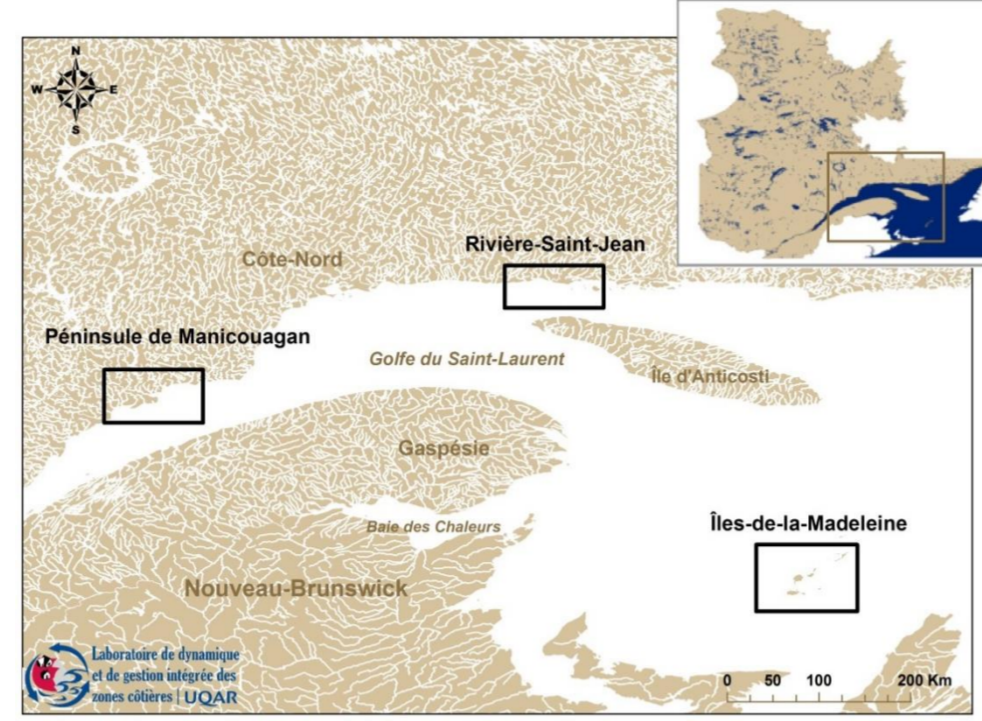 N
W E
S
Rivière-Saint-Jean
Côte-Nord
Péninsule de Manicouagan
Golfe du Saint-Laurent
Île d'Anticosti
Gaspésie
Baie des Chaleurs
Îles-de-la-Madeleine
Nouveau-Brunswick
Laboratoire de dynamique
et de gestion intégrée des
zones côtières | UQAR
0 50 100 200 Km